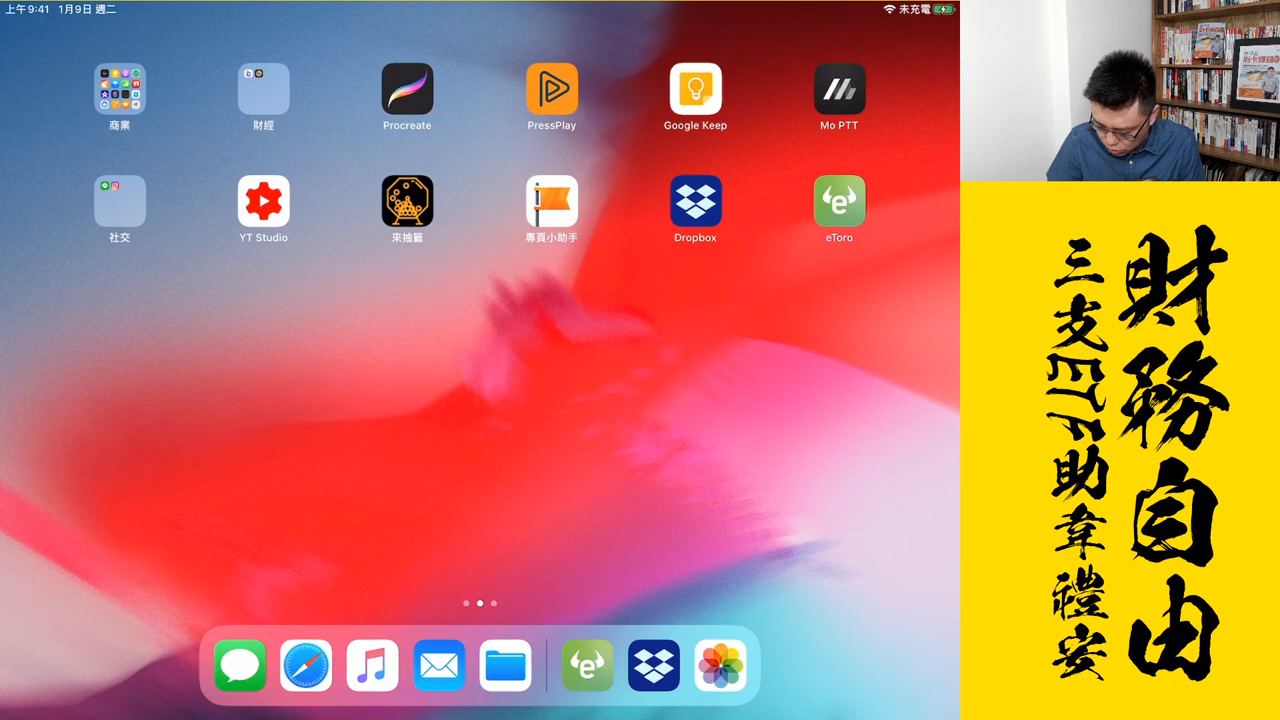 上午9:41 1月9日 週二
未充電
商業
財經
Procreate
PressPlay
Google Keep
Mo PTT
社交
YT Studio
來抽籤
專頁小助手
Dropbox
eToro
財務自由
三支ETF助韋禮安